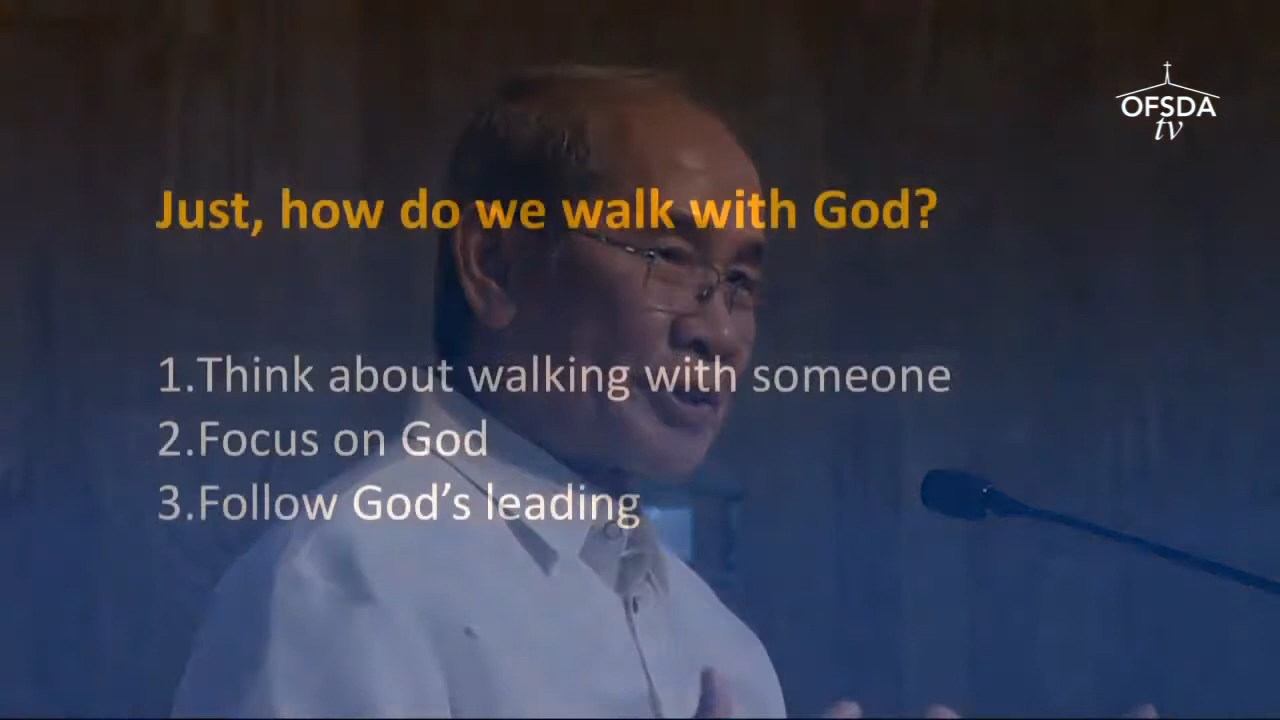 OFSDA
tv
Just, how do we walk with God?
1.Think about walking with someone
2.Focus on God
3.Follow God’s leading